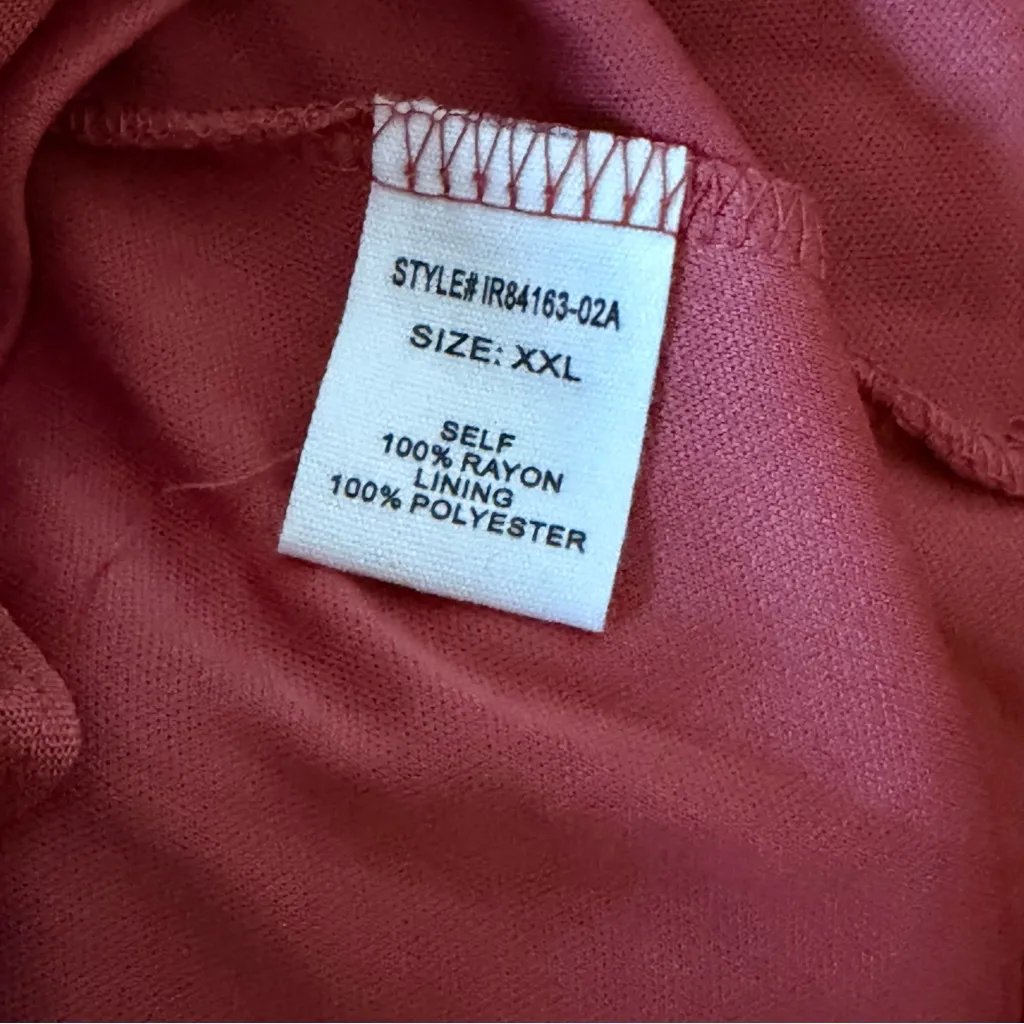 STYLE# IR84163-02A
SIZE: XXL
SELF
100% RAYON
LINING
100% POLYESTER